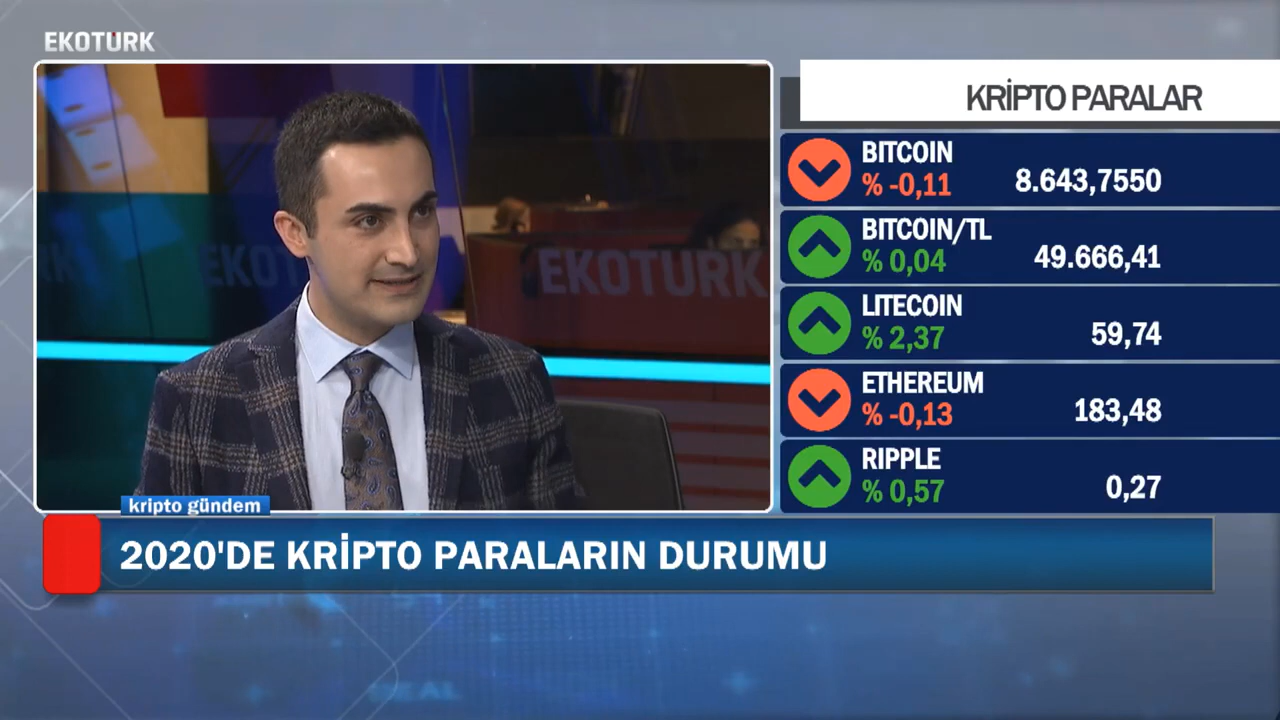 EKOTÜRK
KRİPTO PARALAR
BITCOIN
% -0,11
8.643,7550
BITCOIN/TL
% 0,04
49.666,41
LITECOIN
% 2,37
59,74
ETHEREUM
% -0,13
183,48
RIPPLE
% 0,57
0,27
EKOTURK
kripto gündem
2020'DE KRİPTO PARALARIN DURUMU